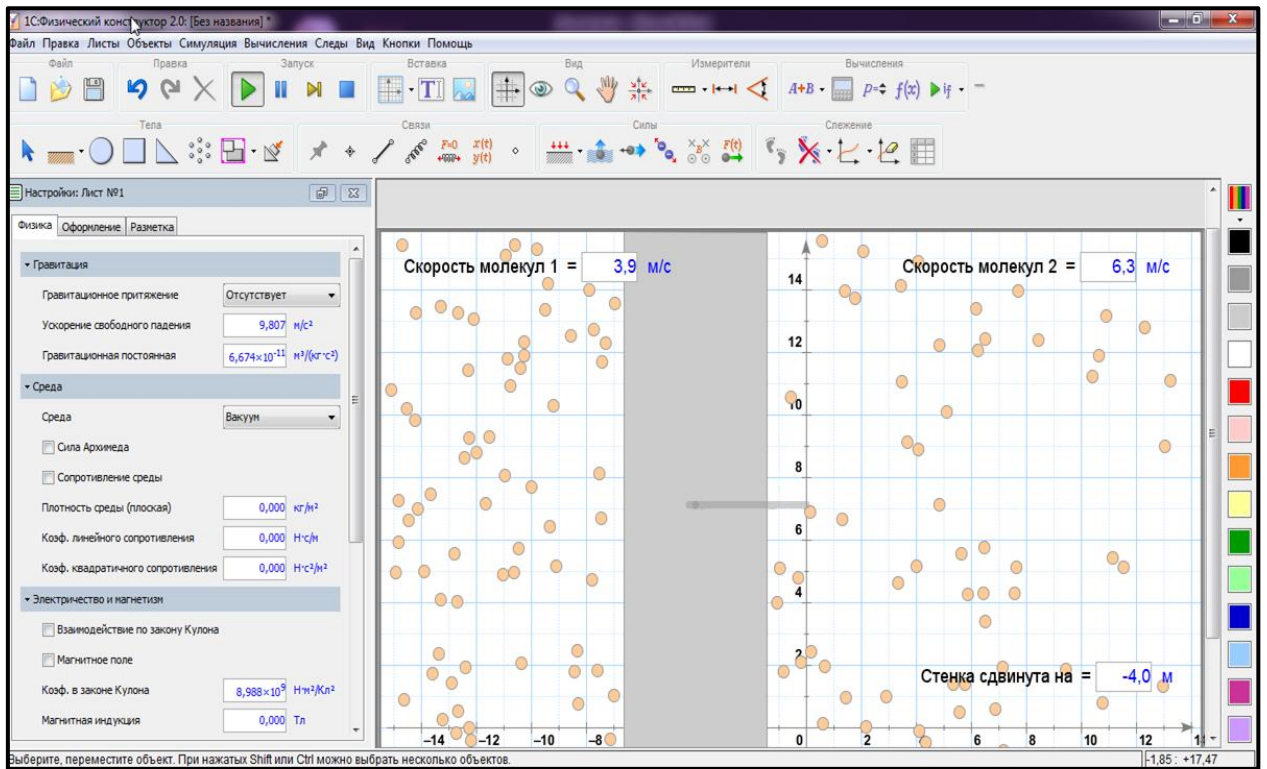 1С:Физический конструктор 2.0: [Без названия] *
Файл Правка Листы Объекты Симуляция Вычисления Следы Вид Кнопки Помощь
Файл Правка Запуск Вставка Вид Измерители Вычисления
T A+B p= f(x) if
Тела Связи Силы Слежение
F=0 x(t) y(t) F(t)
Настройки: Лист №1
Физика Оформление Разметка
Гравитация
Гравитационное притяжение Отсутствует
Ускорение свободного падения 9,807 м/с²
Гравитационная постоянная 6,674×10⁻¹¹ м³/(кг·с²)
Среда
Среда Вакуум
Сила Архимеда
Сопротивление среды
Плотность среды (плоская) 0,000 кг/м²
Коэф. линейного сопротивления 0,000 Н·с/м
Коэф. квадратичного сопротивления 0,000 Н·с²/м²
Электричество и магнетизм
Взаимодействие по закону Кулона
Магнитное поле
Коэф. в законе Кулона 8,988×10⁹ Н·м²/Кл²
Магнитная индукция 0,000 Тл
Скорость молекул 1 = 3,9 м/с
Скорость молекул 2 = 6,3 м/с
14
12
10
8
6
4
2
Стенка сдвинута на = -4,0 м
–14 –12 –10 –8 0 2 4 6 8 10 12
Выберите, переместите объект. При нажатых Shift или Ctrl можно выбрать несколько объектов.
-1,85 : +17,47